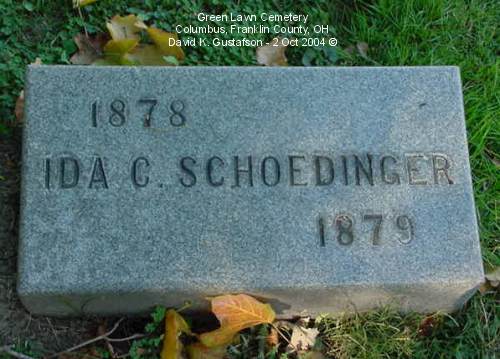 Green Lawn Cemetery
Columbus, Franklin County, OH
David K. Gustafson - 2 Oct 2004 ©
1878
IDA C. SCHOEDINGER
1879